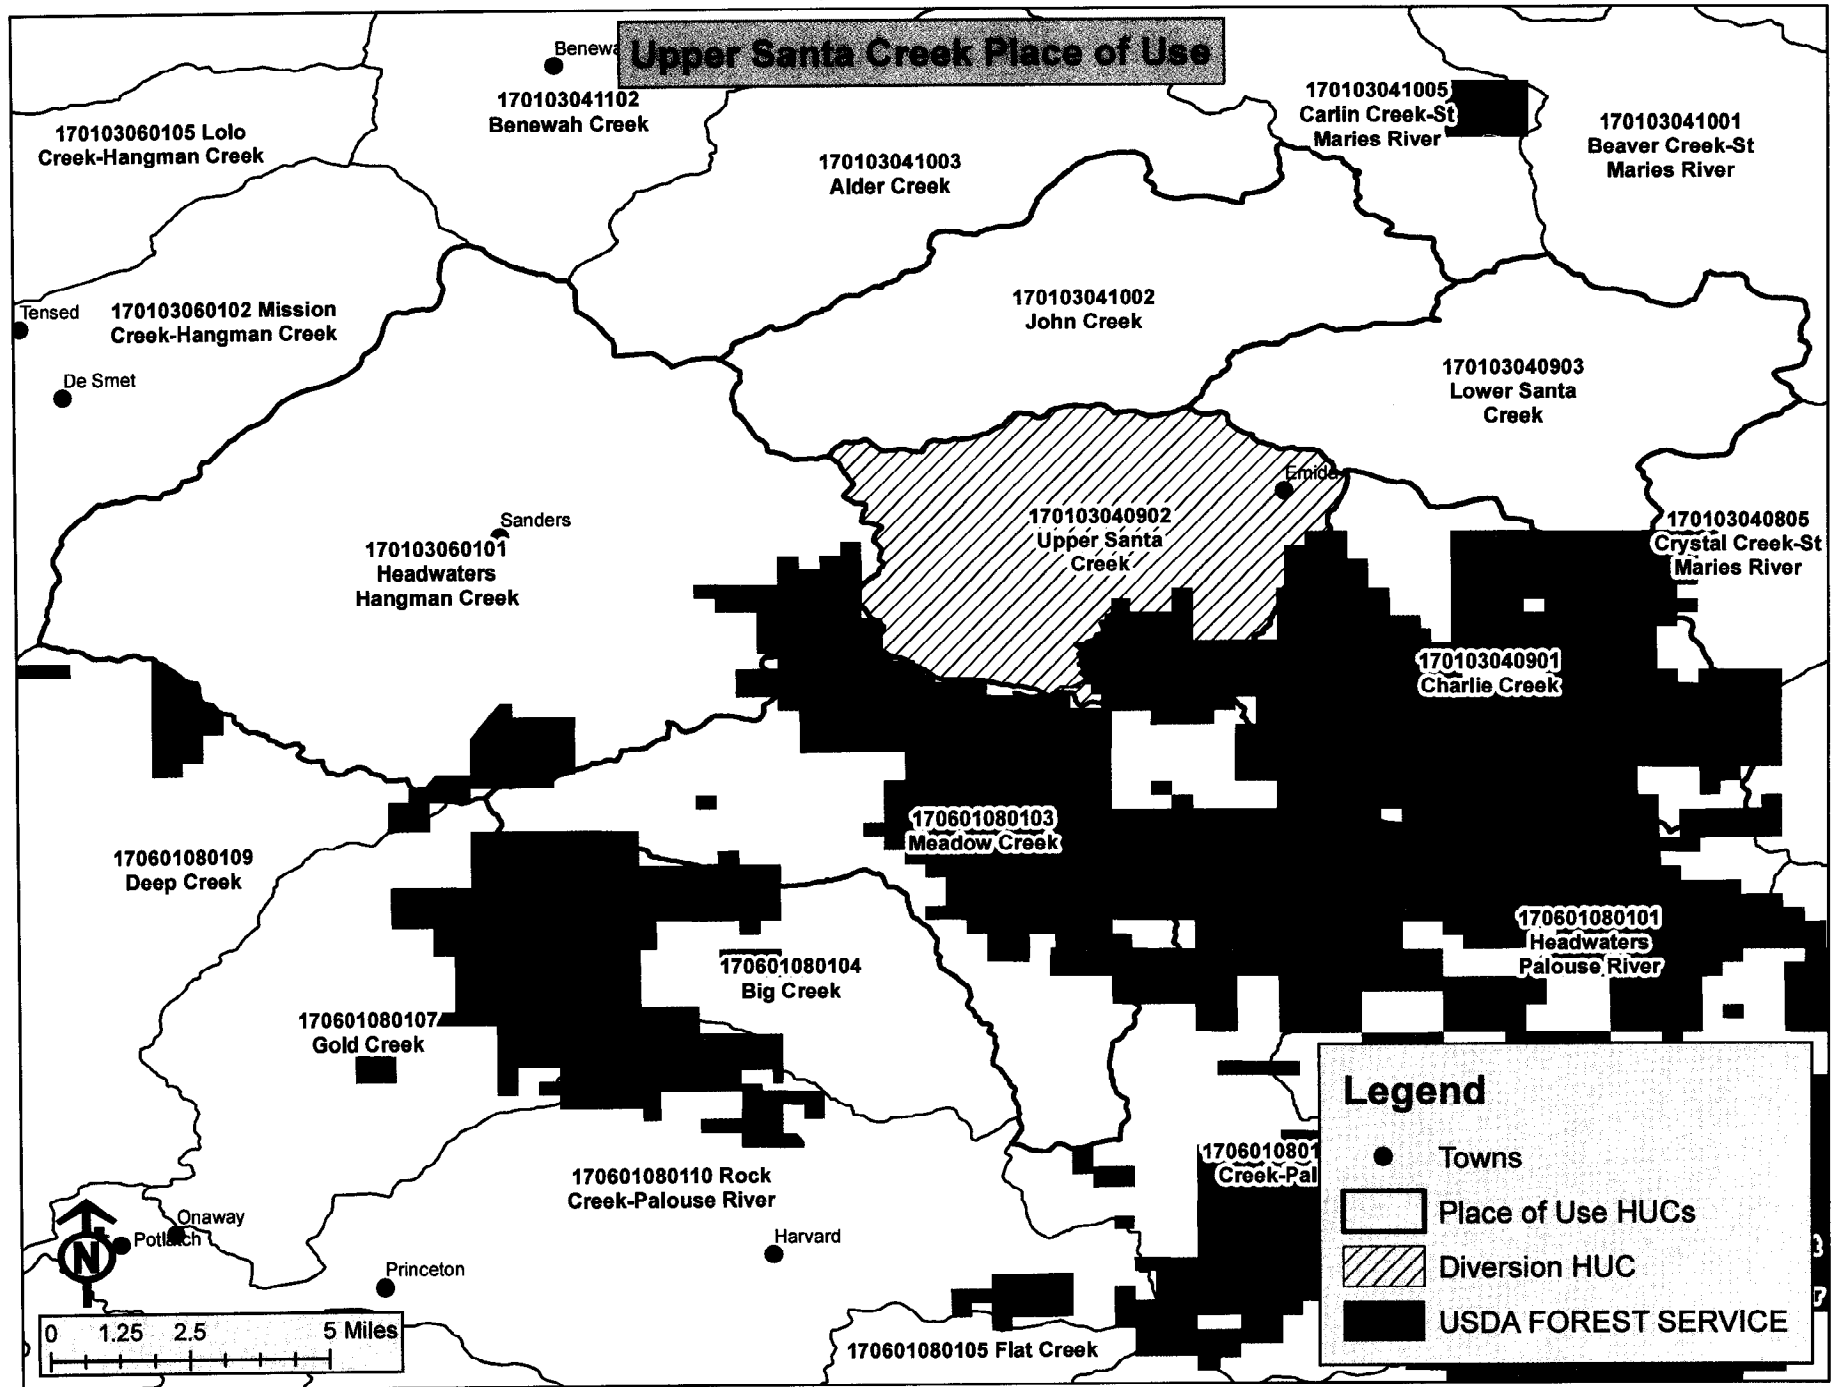 Upper Santa Creek Place of Use
170103041102
Benewah Creek
170103060105 Lolo
Creek-Hangman Creek
170103041003
Alder Creek
170103041005
Carlin Creek-St
Maries River
170103041001
Beaver Creek-St
Maries River
Tensed
170103060102 Mission
Creek-Hangman Creek
De Smet
170103041002
John Creek
170103040903
Lower Santa
Creek
Emida
Sanders
170103060101
Headwaters
Hangman Creek
170103040902
Upper Santa
Creek
170103040805
Crystal Creek-St
Maries River
170103040901
Charlie Creek
170601080103
Meadow Creek
170601080109
Deep Creek
170601080101
Headwaters
Palouse River
170601080104
Big Creek
170601080107
Gold Creek
170601080110 Rock
Creek-Palouse River
1706010801
Creek-Pal
Onaway
Potlatch
Harvard
Princeton
170601080105 Flat Creek
N
0 1.25 2.5 5 Miles
Legend
Towns
Place of Use HUCs
Diversion HUC
USDA FOREST SERVICE